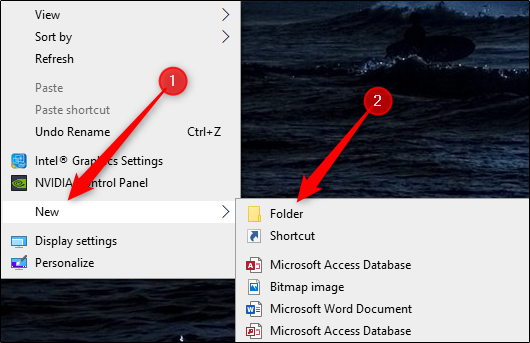 View
Sort by
Refresh
Paste
Paste shortcut
Undo Rename Ctrl+Z
Intel® Graphics Settings
NVIDIA Control Panel
New
Display settings
Personalize
1
2
Folder
Shortcut
Microsoft Access Database
Bitmap image
Microsoft Word Document
Microsoft Access Database